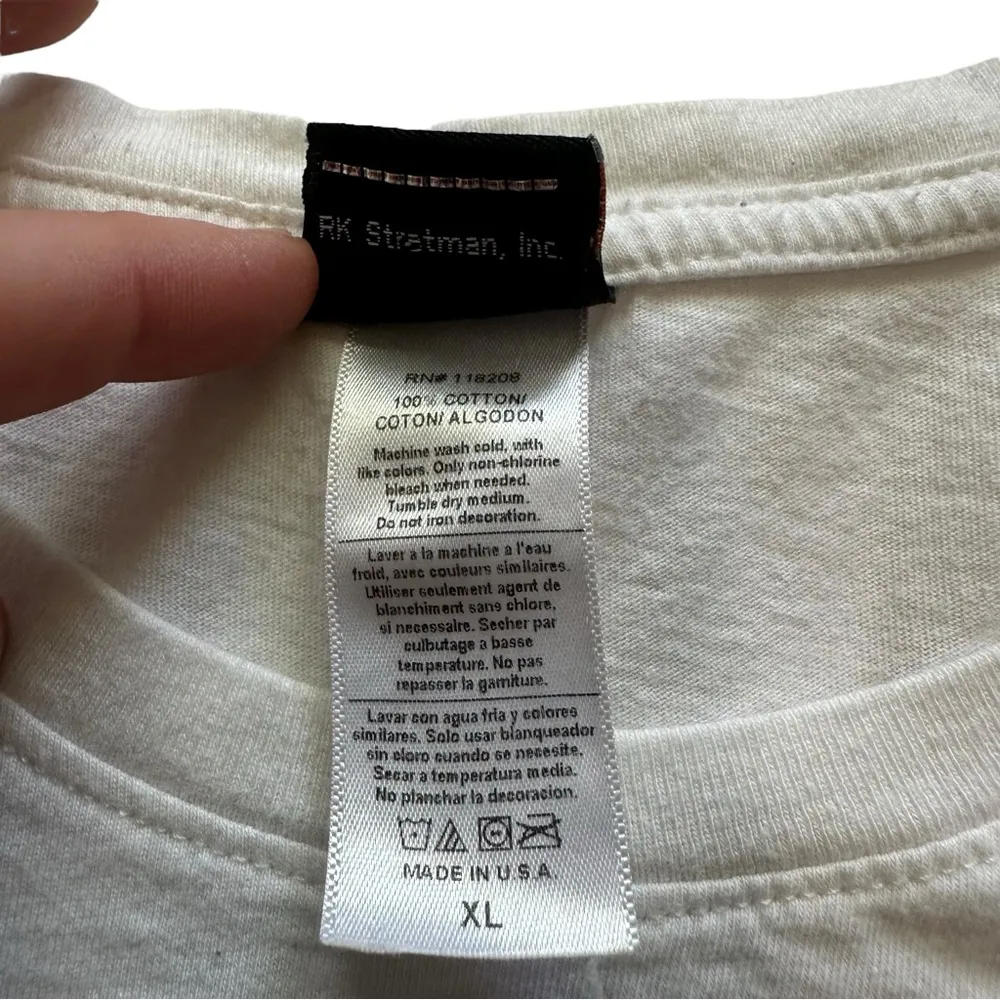 RK Stratman, Inc.
RN# 118208
100% COTTON/
COTON/ ALGODON
Machine wash cold, with
like colors. Only non-chlorine
bleach when needed.
Tumble dry medium.
Do not iron decoration.
Laver a la machine a l'eau
froid, avec couleurs similaires.
Utiliser seulement agent de
blanchiment sans chlore,
si necessaire. Secher par
culbutage a basse
temperature. No pas
repasser la garniture.
Lavar con agua fria y colores
similares. Solo usar blanqueador
sin cloro cuando se necesite.
Secar a temperatura media.
No planchar la decoracion.
MADE IN U.S.A.
XL